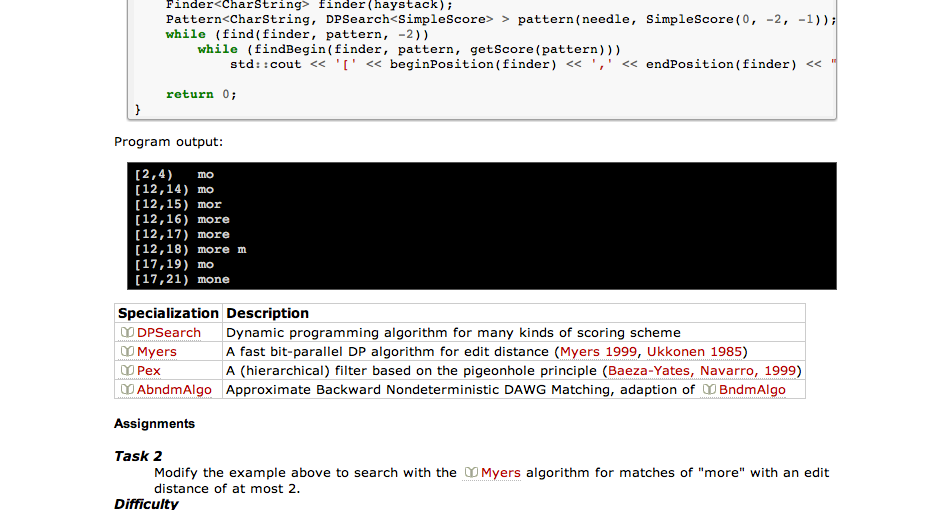 Finder<CharString> finder(haystack);
Pattern<CharString, DPSearch<SimpleScore> > pattern(needle, SimpleScore(0, -2, -1));
while (find(finder, pattern, -2))
while (findBegin(finder, pattern, getScore(pattern)))
std::cout << '[' << beginPosition(finder) << ',' << endPosition(finder) << "
return 0;
}
Program output:
[2,4) mo
[12,14) mo
[12,15) mor
[12,16) more
[12,17) more
[12,18) more m
[17,19) mo
[17,21) mone
Specialization Description
DPSearch Dynamic programming algorithm for many kinds of scoring scheme
Myers A fast bit-parallel DP algorithm for edit distance (Myers 1999, Ukkonen 1985)
Pex A (hierarchical) filter based on the pigeonhole principle (Baeza-Yates, Navarro, 1999)
AbndmAlgo Approximate Backward Nondeterministic DAWG Matching, adaption of BndmAlgo
Assignments
Task 2
Modify the example above to search with the Myers algorithm for matches of "more" with an edit
distance of at most 2.
Difficulty